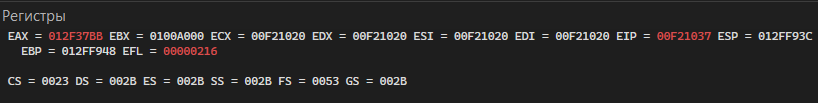 Регистры
EAX = 012F37BB EBX = 0100A000 ECX = 00F21020 EDX = 00F21020 ESI = 00F21020 EDI = 00F21020 EIP = 00F21037 ESP = 012FF93C
EBP = 012FF948 EFL = 00000216
CS = 0023 DS = 002B ES = 002B SS = 002B FS = 0053 GS = 002B